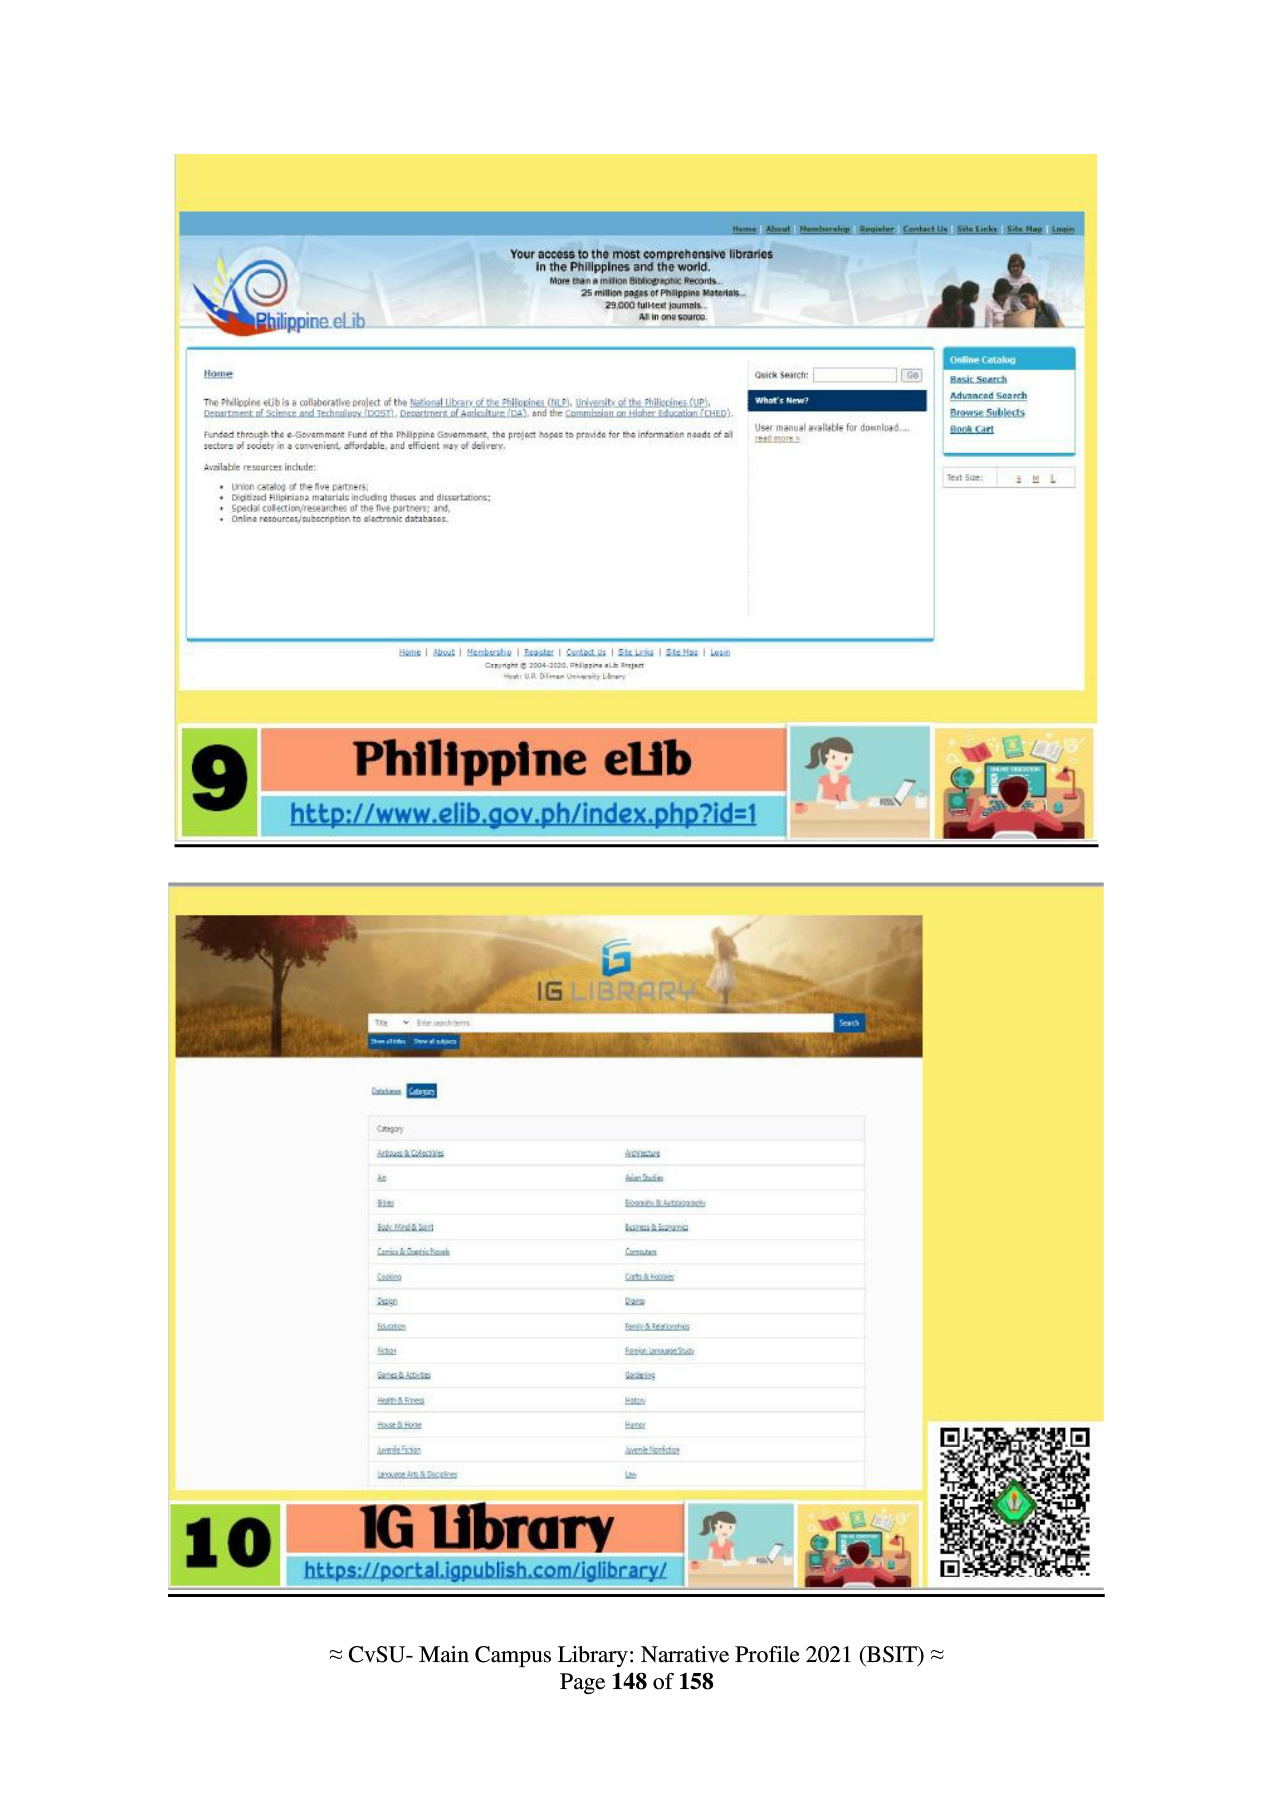 Home | About | Membership | Register | Contact Us | Site Links | Site Map | Login
Your access to the most comprehensive libraries
in the Philippines and the world.
More than a million Bibliographic Records...
25 million pages of Philippine Materials...
29,000 full-text journals...
All in one source.
Philippine eLib
Home
The Philippine eLib is a collaborative project of the National Library of the Philippines (NLP), University of the Philippines (UP),
Department of Science and Technology (DOST), Department of Agriculture (DA), and the Commission on Higher Education (CHED).
Funded through the e-Government Fund of the Philippine Government, the project hopes to provide for the information needs of all
sectors of society in a convenient, affordable, and efficient way of delivery.
Available resources include:
• Union catalog of the five partners;
• Digitized Filipiniana materials including theses and dissertations;
• Special collection/researches of the five partners; and,
• Online resources/subscription to electronic databases.
Quick Search: Go
What's New?
User manual available for download....
read more »
Online Catalog
Basic Search
Advanced Search
Browse Subjects
Book Cart
Text Size: S M L
Home | About | Membership | Register | Contact Us | Site Links | Site Map | Login
Copyright © 2004-2020. Philippine eLib Project
Host: U.P. Diliman University Library
9
Philippine eLib
http://www.elib.gov.ph/index.php?id=1
ONLINE EDUCATION
IG LIBRARY
Title Enter search terms Search
Show all titles Show all subjects
Databases Category
Category
Antiques & Collectibles Architecture
Art Asian Studies
Bibles Biography & Autobiography
Body, Mind & Spirit Business & Economics
Comics & Graphic Novels Computers
Cooking Crafts & Hobbies
Design Drama
Education Family & Relationships
Fiction Foreign Language Study
Games & Activities Gardening
Health & Fitness History
House & Home Humor
Juvenile Fiction Juvenile Nonfiction
Language Arts & Disciplines Law
10
IG Library
https://portal.igpublish.com/iglibrary/
≈ CvSU- Main Campus Library: Narrative Profile 2021 (BSIT) ≈
Page 148 of 158